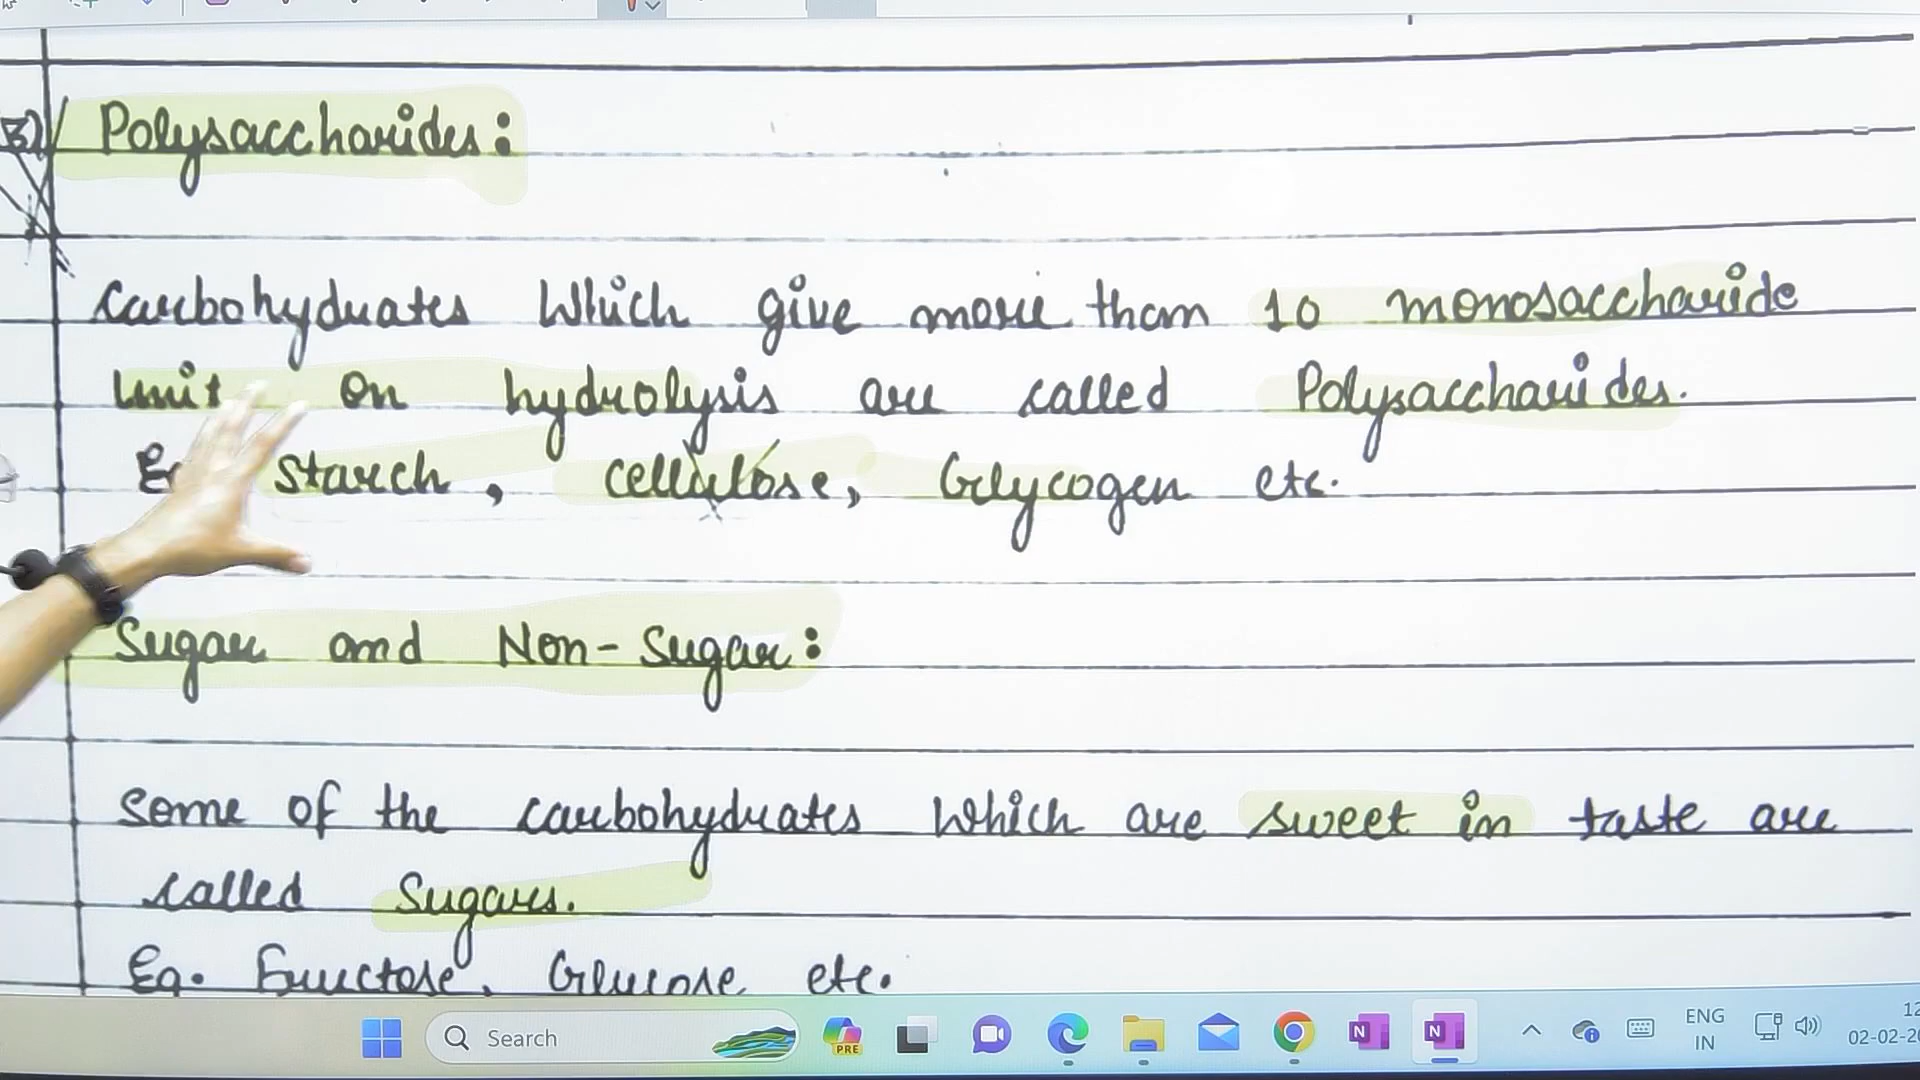 3) Polysaccharides:
Carbohydrates Which give more than 10 monosaccharide
Unit On hydrolysis are called Polysaccharides.
Starch, Cellulose, Glycogen etc.
Sugar and Non-Sugar:
Some of the carbohydrates which are sweet in taste are
called Sugars.
Eg. Fructose, Glucose etc.
Search
PRE
N
N
ENG
IN
02-02-2